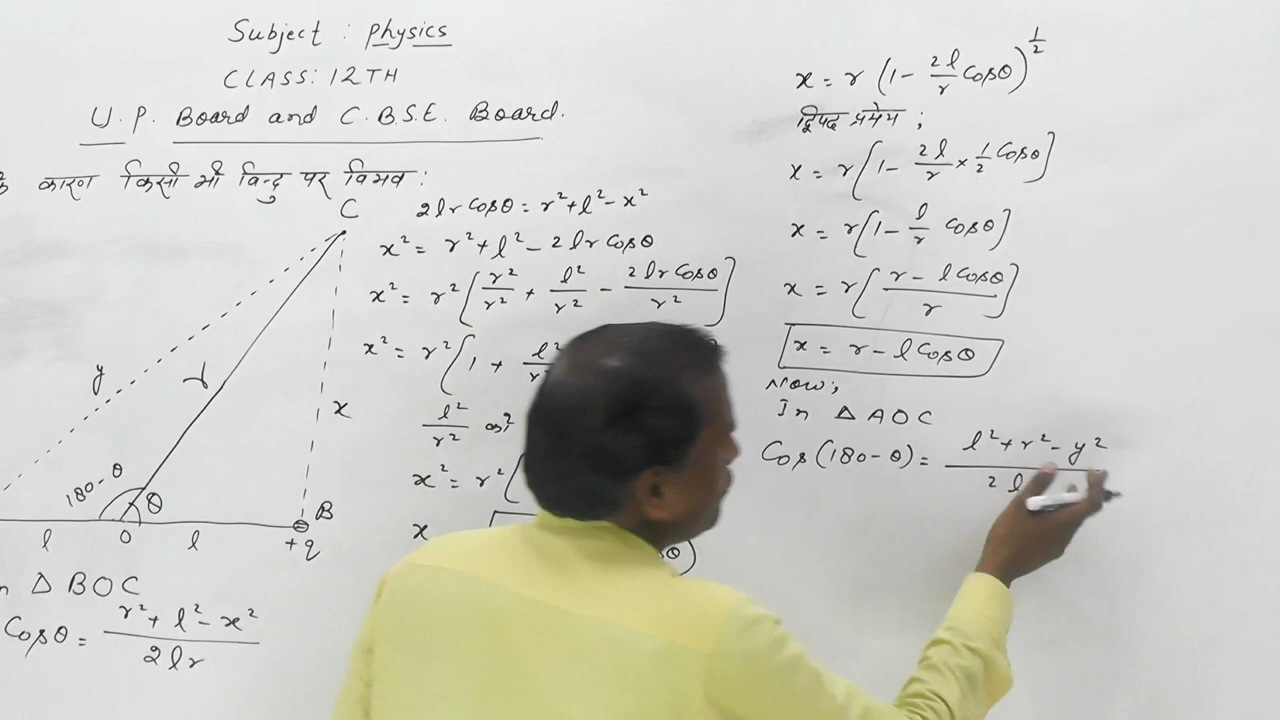 Subject : Physics
CLASS: 12TH
U.P. Board and C.B.S.E. Board.
कारण किसी भी बिन्दु पर विभव :
C
y
r
x
180-θ
θ
B
l
O
l
+q
△ BOC
Cosθ = (r²+l²-x²)/(2lr)
2lr Cosθ = r²+l²-x²
x² = r²+l²-2lr Cosθ
x² = r²[r²/r² + l²/r² - 2lr Cosθ/r²]
x² = r²[1 + l²/r²
l²/r²
x² = r²[
x
x = r (1 - 2l/r Cosθ)^1/2
द्विपद प्रमेय ;
x = r[1 - 2l/r × 1/2 Cosθ]
x = r[1 - l/r Cosθ]
x = r[(r - l Cosθ)/r]
x = r - l Cosθ
Now;
In △ AOC
Cos(180-θ) = (l²+r²-y²)/(2l